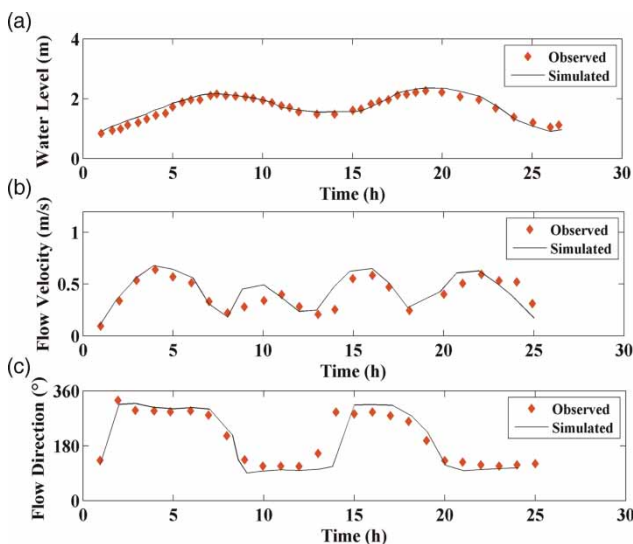 (a)
4
2
0
Water Level (m)
Observed
Simulated
0 5 10 15 20 25 30
Time (h)
(b)
1
0.5
0
Flow Velocity (m/s)
Observed
Simulated
0 5 10 15 20 25 30
Time (h)
(c)
360
180
0
Flow Direction (°)
Observed
Simulated
0 5 10 15 20 25 30
Time (h)